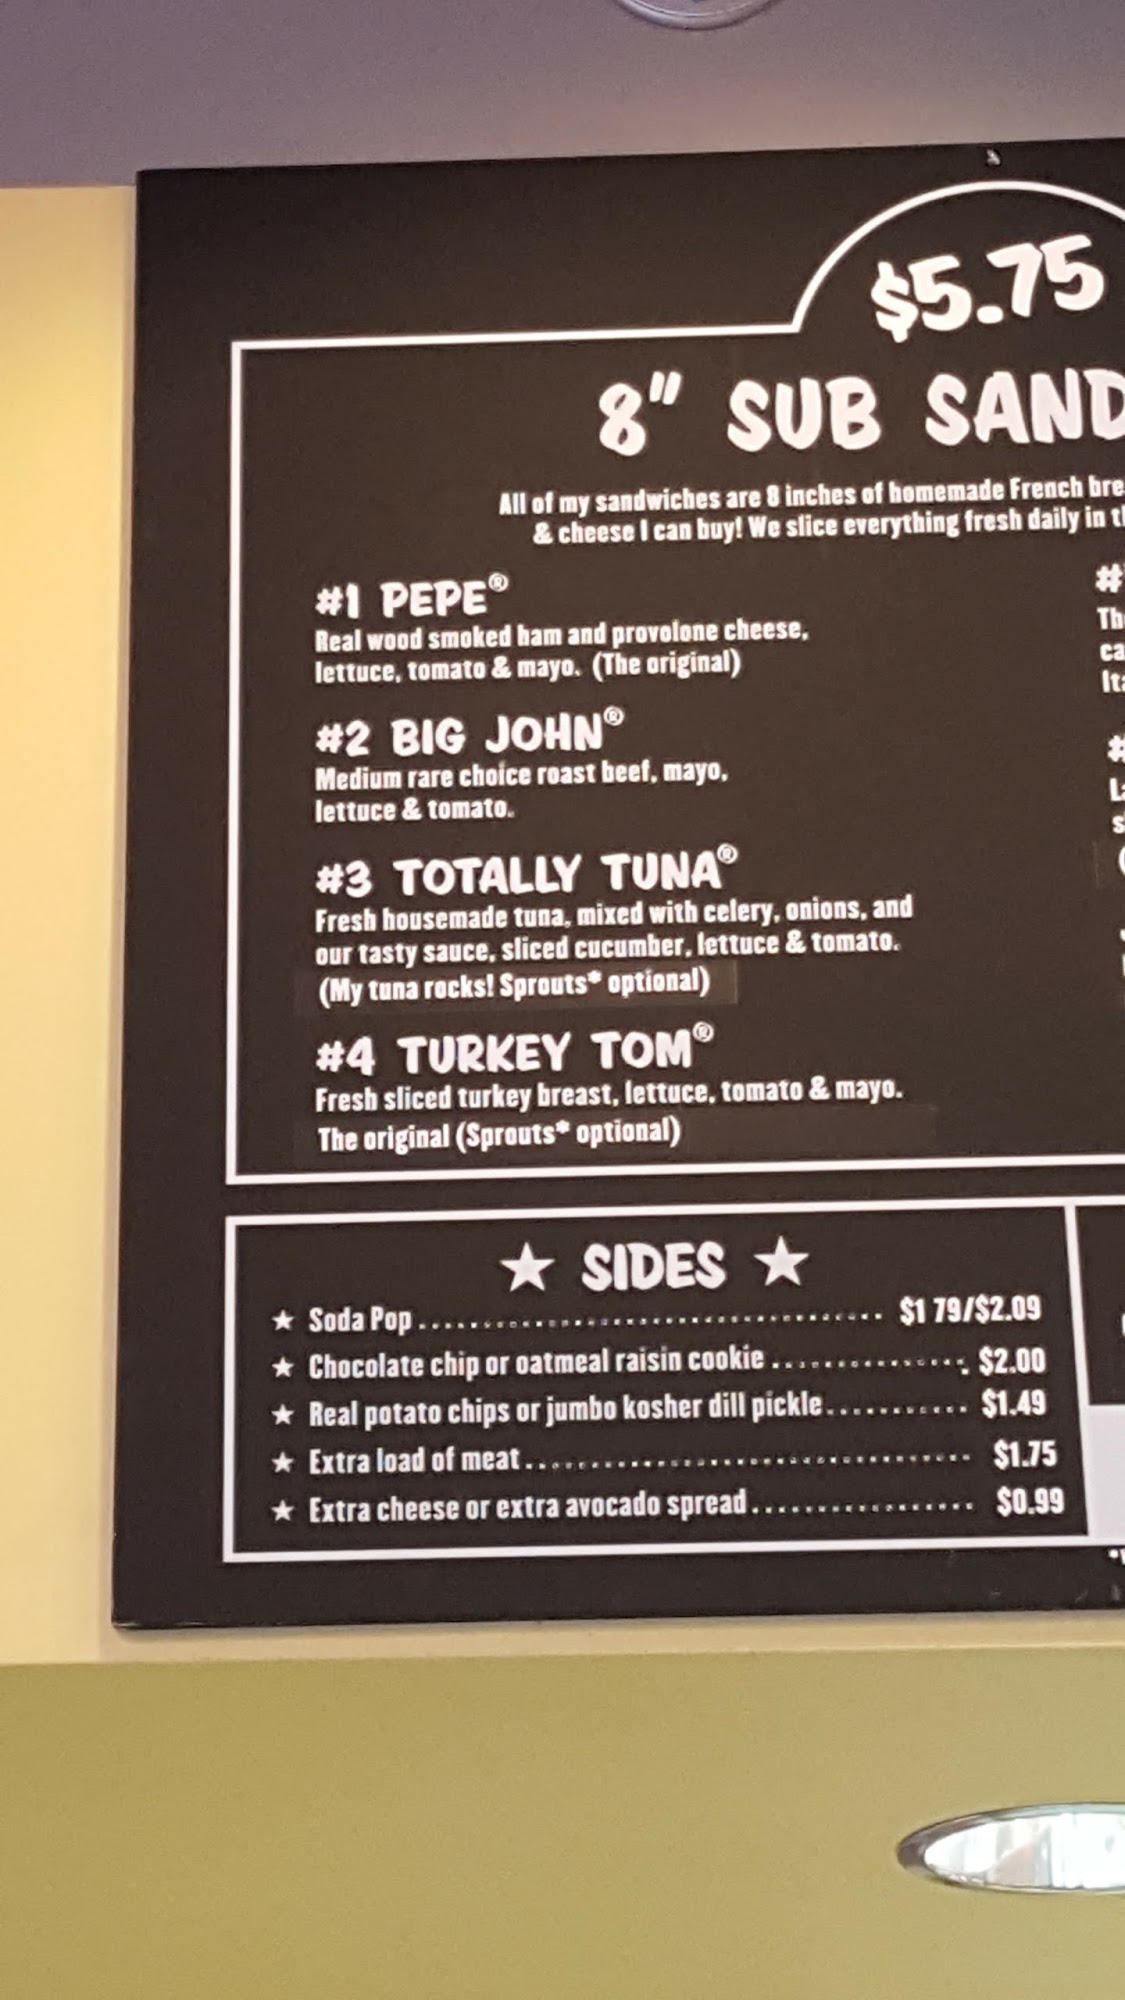 $5.75
8" SUB SAND
All of my sandwiches are 8 inches of homemade French bre
& cheese I can buy! We slice everything fresh daily in t
#1 PEPE®
Real wood smoked ham and provolone cheese,
lettuce, tomato & mayo. (The original)
#2 BIG JOHN®
Medium rare choice roast beef, mayo,
lettuce & tomato.
#3 TOTALLY TUNA®
Fresh housemade tuna, mixed with celery, onions, and
our tasty sauce, sliced cucumber, lettuce & tomato.
(My tuna rocks! Sprouts* optional)
#4 TURKEY TOM®
Fresh sliced turkey breast, lettuce, tomato & mayo.
The original (Sprouts* optional)
#
Th
ca
Ita
#
La
s
(
★ SIDES ★
★ Soda Pop........................................ $1 79/$2.09
★ Chocolate chip or oatmeal raisin cookie................. $2.00
★ Real potato chips or jumbo kosher dill pickle............ $1.49
★ Extra load of meat..................................... $1.75
★ Extra cheese or extra avocado spread.................. $0.99